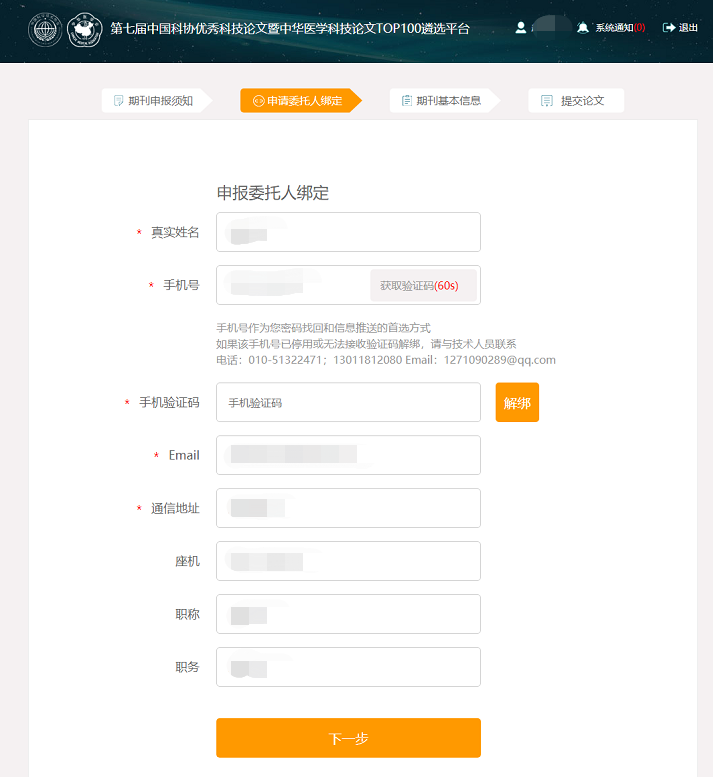 第七届中国科协优秀科技论文暨中华医学科技论文TOP100遴选平台
系统通知(0) 退出
期刊申报须知 申请委托人绑定 期刊基本信息 提交论文
申报委托人绑定
* 真实姓名
* 手机号 获取验证码(60s)
手机号作为您密码找回和信息推送的首选方式
如果该手机号已停用或无法接收验证码解绑，请与技术人员联系
电话：010-51322471；13011812080 Email：1271090289@qq.com
* 手机验证码 手机验证码 解绑
* Email
* 通信地址
座机
职称
职务
下一步